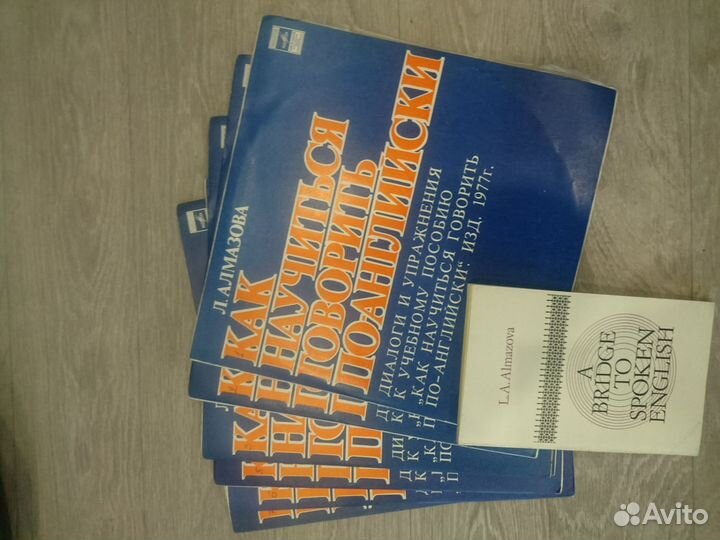 Л. АЛМАЗОВА
КАК
НАУЧИТЬСЯ
ГОВОРИТЬ
ПО-АНГЛИЙСКИ
ДИАЛОГИ И УПРАЖНЕНИЯ
К УЧЕБНОМУ ПОСОБИЮ
„КАК НАУЧИТЬСЯ ГОВОРИТЬ
ПО-АНГЛИЙСКИ“ ИЗД. 1977г.
L.A.Almazova
A
BRIDGE
TO
SPOKEN
ENGLISH
Avito